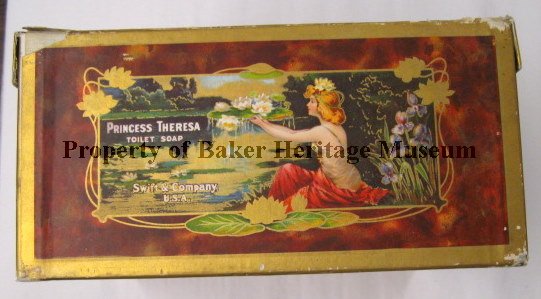 PRINCESS THERESA
TOILET SOAP
Property of Baker Heritage Museum
Swift & Company
U.S.A.